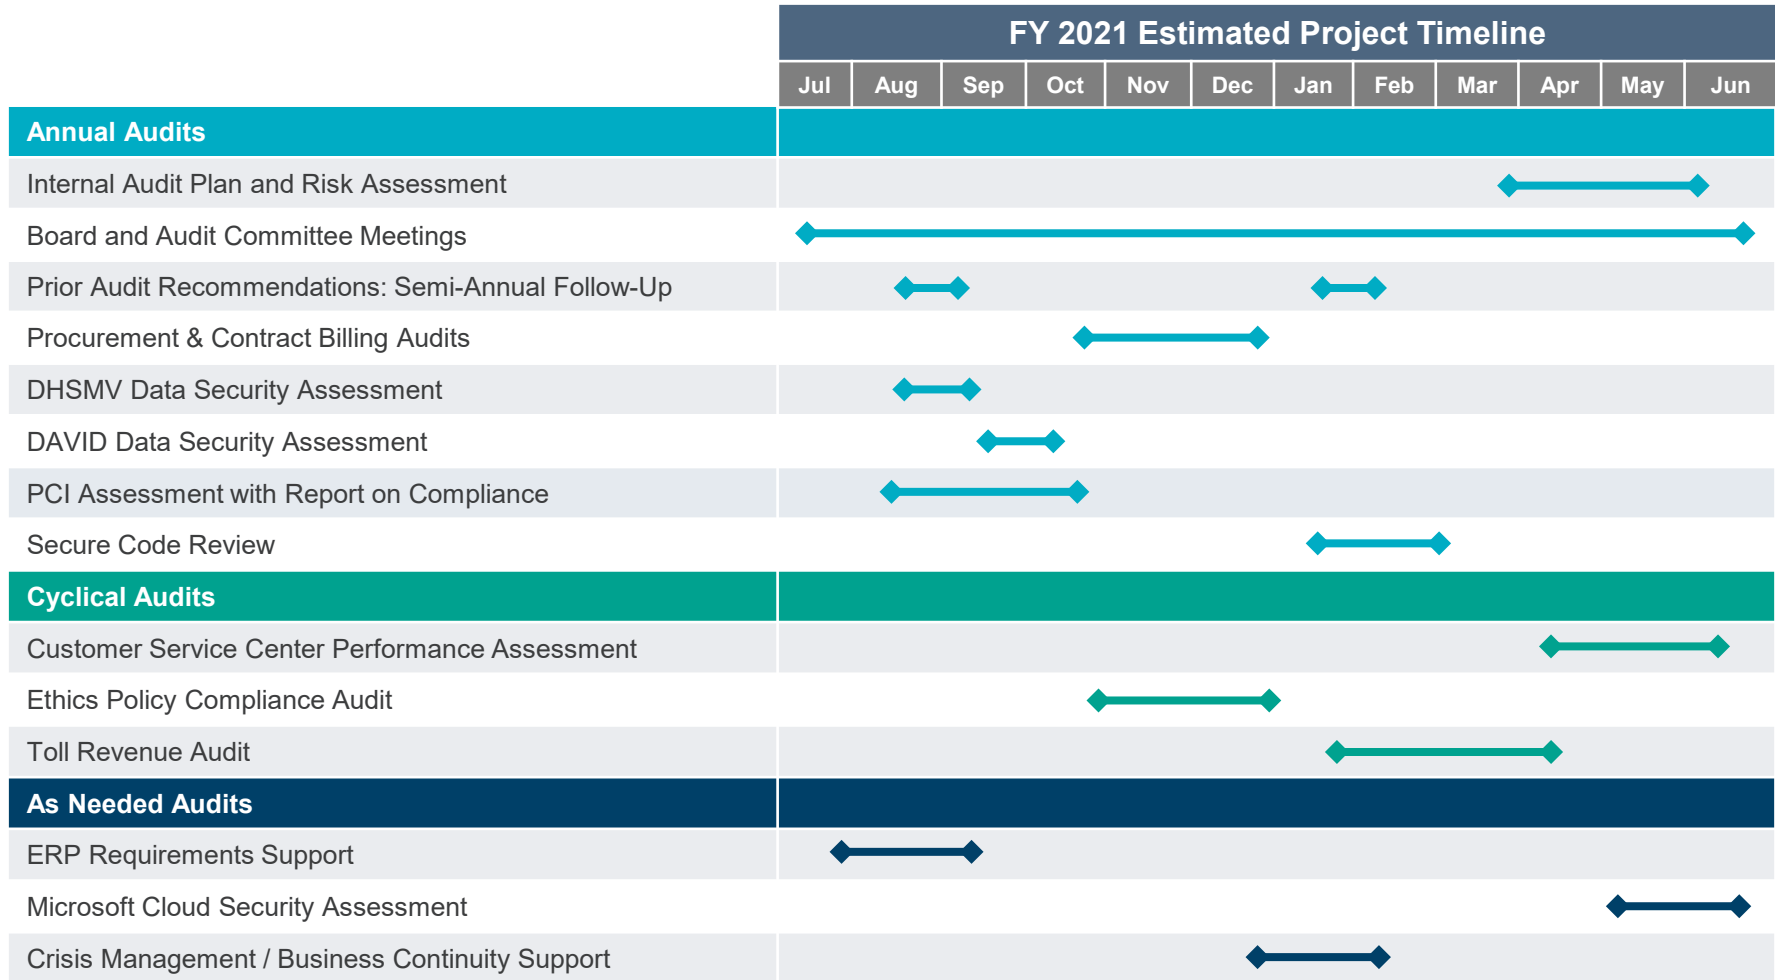 FY 2021 Estimated Project Timeline
Jul Aug Sep Oct Nov Dec Jan Feb Mar Apr May Jun
Annual Audits
Internal Audit Plan and Risk Assessment
Board and Audit Committee Meetings
Prior Audit Recommendations: Semi-Annual Follow-Up
Procurement & Contract Billing Audits
DHSMV Data Security Assessment
DAVID Data Security Assessment
PCI Assessment with Report on Compliance
Secure Code Review
Cyclical Audits
Customer Service Center Performance Assessment
Ethics Policy Compliance Audit
Toll Revenue Audit
As Needed Audits
ERP Requirements Support
Microsoft Cloud Security Assessment
Crisis Management / Business Continuity Support